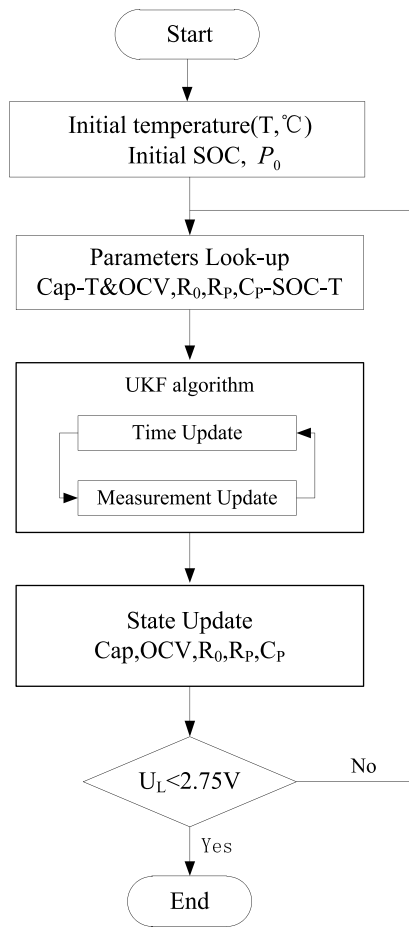 Start
Initial temperature(T,℃)
Initial SOC, P₀
Parameters Look-up
Cap-T&OCV,R₀,Rₚ,Cₚ-SOC-T
UKF algorithm
Time Update
Measurement Update
State Update
Cap,OCV,R₀,Rₚ,Cₚ
U_L<2.75V
No
Yes
End